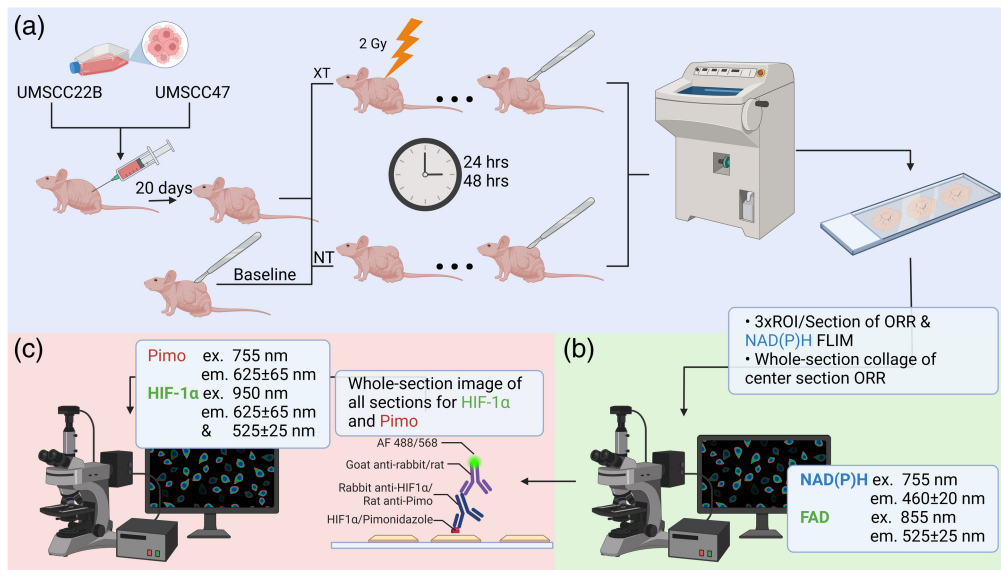 (a)
UMSCC22B
UMSCC47
20 days
Baseline
XT
2 Gy
24 hrs
48 hrs
NT
• 3xROI/Section of ORR &
NAD(P)H FLIM
• Whole-section collage of
center section ORR
(b)
NAD(P)H ex. 755 nm
em. 460±20 nm
FAD ex. 855 nm
em. 525±25 nm
(c)
Pimo ex. 755 nm
em. 625±65 nm
HIF-1α ex. 950 nm
em. 625±65 nm
& 525±25 nm
Whole-section image of
all sections for HIF-1α
and Pimo
AF 488/568
Goat anti-rabbit/rat
Rabbit anti-HIF1α/
Rat anti-Pimo
HIF1α/Pimonidazole